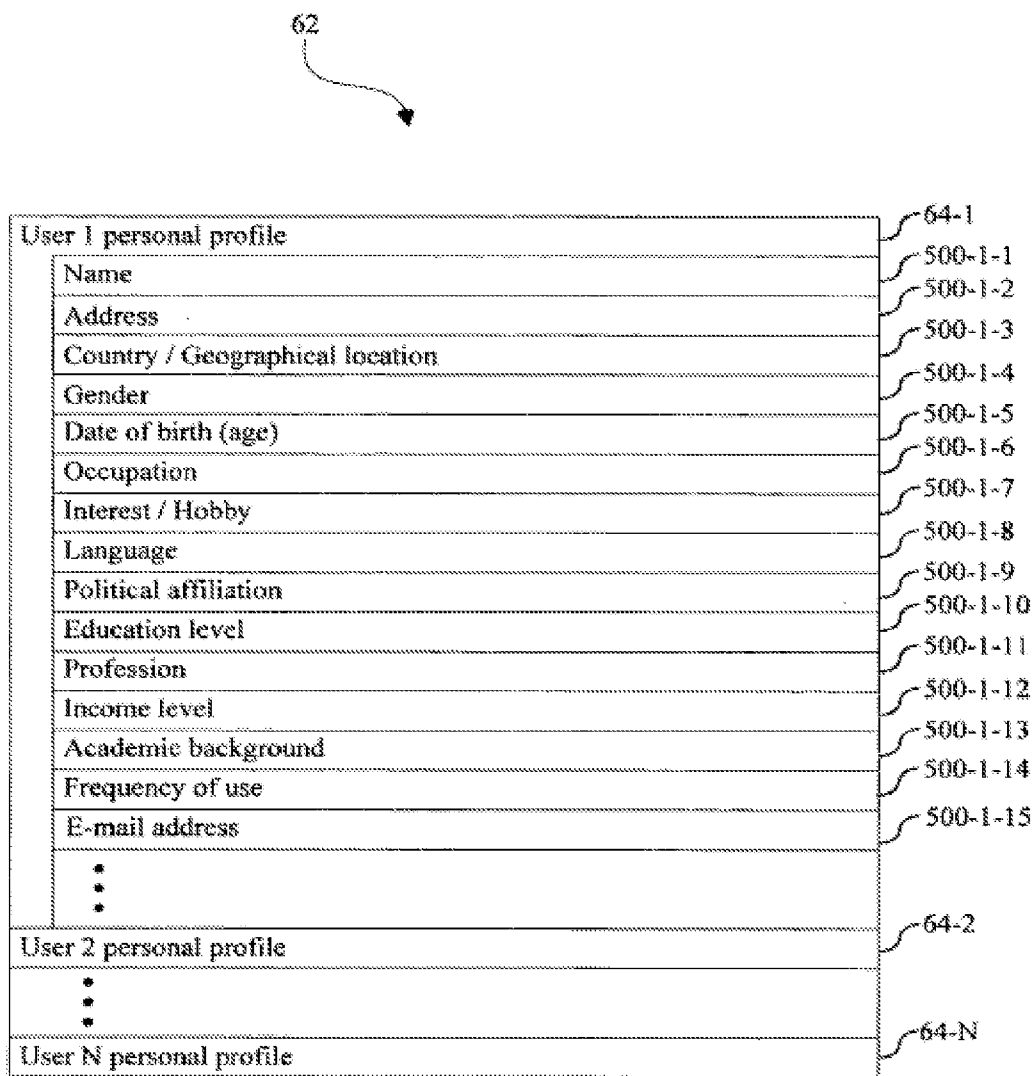 62
User 1 personal profile 64-1
Name 500-1-1
Address 500-1-2
Country / Geographical location 500-1-3
Gender 500-1-4
Date of birth (age) 500-1-5
Occupation 500-1-6
Interest / Hobby 500-1-7
Language 500-1-8
Political affiliation 500-1-9
Education level 500-1-10
Profession 500-1-11
Income level 500-1-12
Academic background 500-1-13
Frequency of use 500-1-14
E-mail address 500-1-15
User 2 personal profile 64-2
User N personal profile 64-N